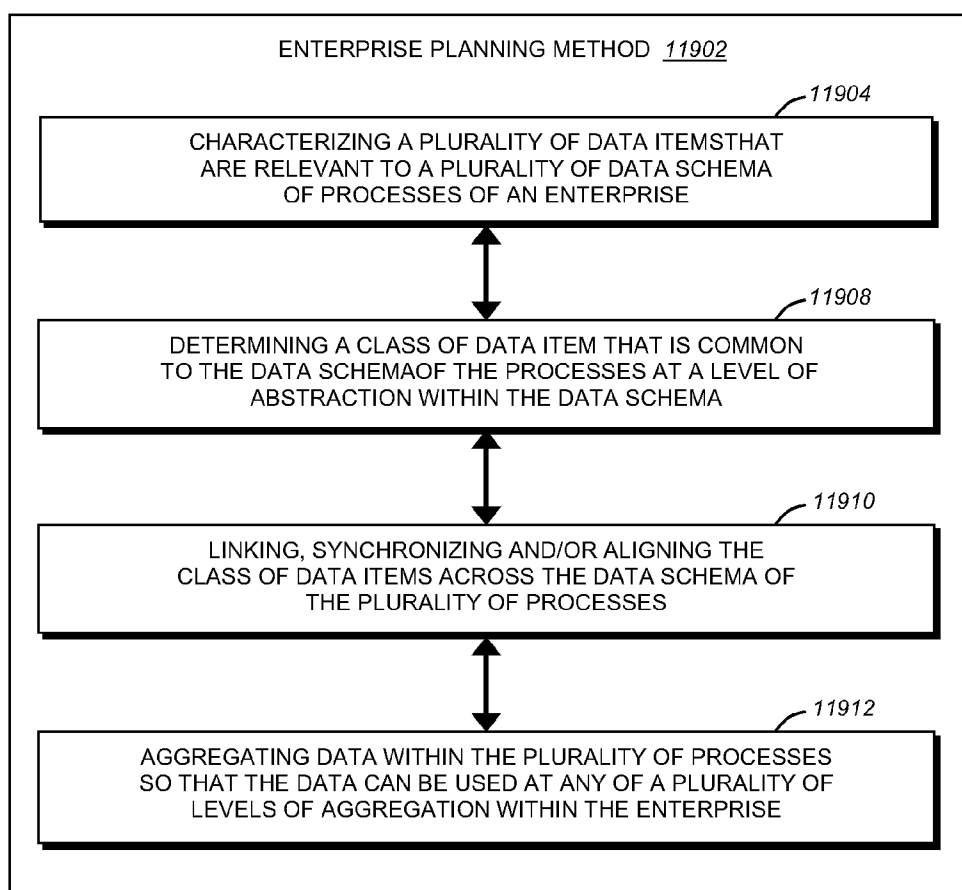 ENTERPRISE PLANNING METHOD 11902
11904
CHARACTERIZING A PLURALITY OF DATA ITEMSTHAT
ARE RELEVANT TO A PLURALITY OF DATA SCHEMA
OF PROCESSES OF AN ENTERPRISE
11908
DETERMINING A CLASS OF DATA ITEM THAT IS COMMON
TO THE DATA SCHEMAOF THE PROCESSES AT A LEVEL OF
ABSTRACTION WITHIN THE DATA SCHEMA
11910
LINKING, SYNCHRONIZING AND/OR ALIGNING THE
CLASS OF DATA ITEMS ACROSS THE DATA SCHEMA OF
THE PLURALITY OF PROCESSES
11912
AGGREGATING DATA WITHIN THE PLURALITY OF PROCESSES
SO THAT THE DATA CAN BE USED AT ANY OF A PLURALITY OF
LEVELS OF AGGREGATION WITHIN THE ENTERPRISE